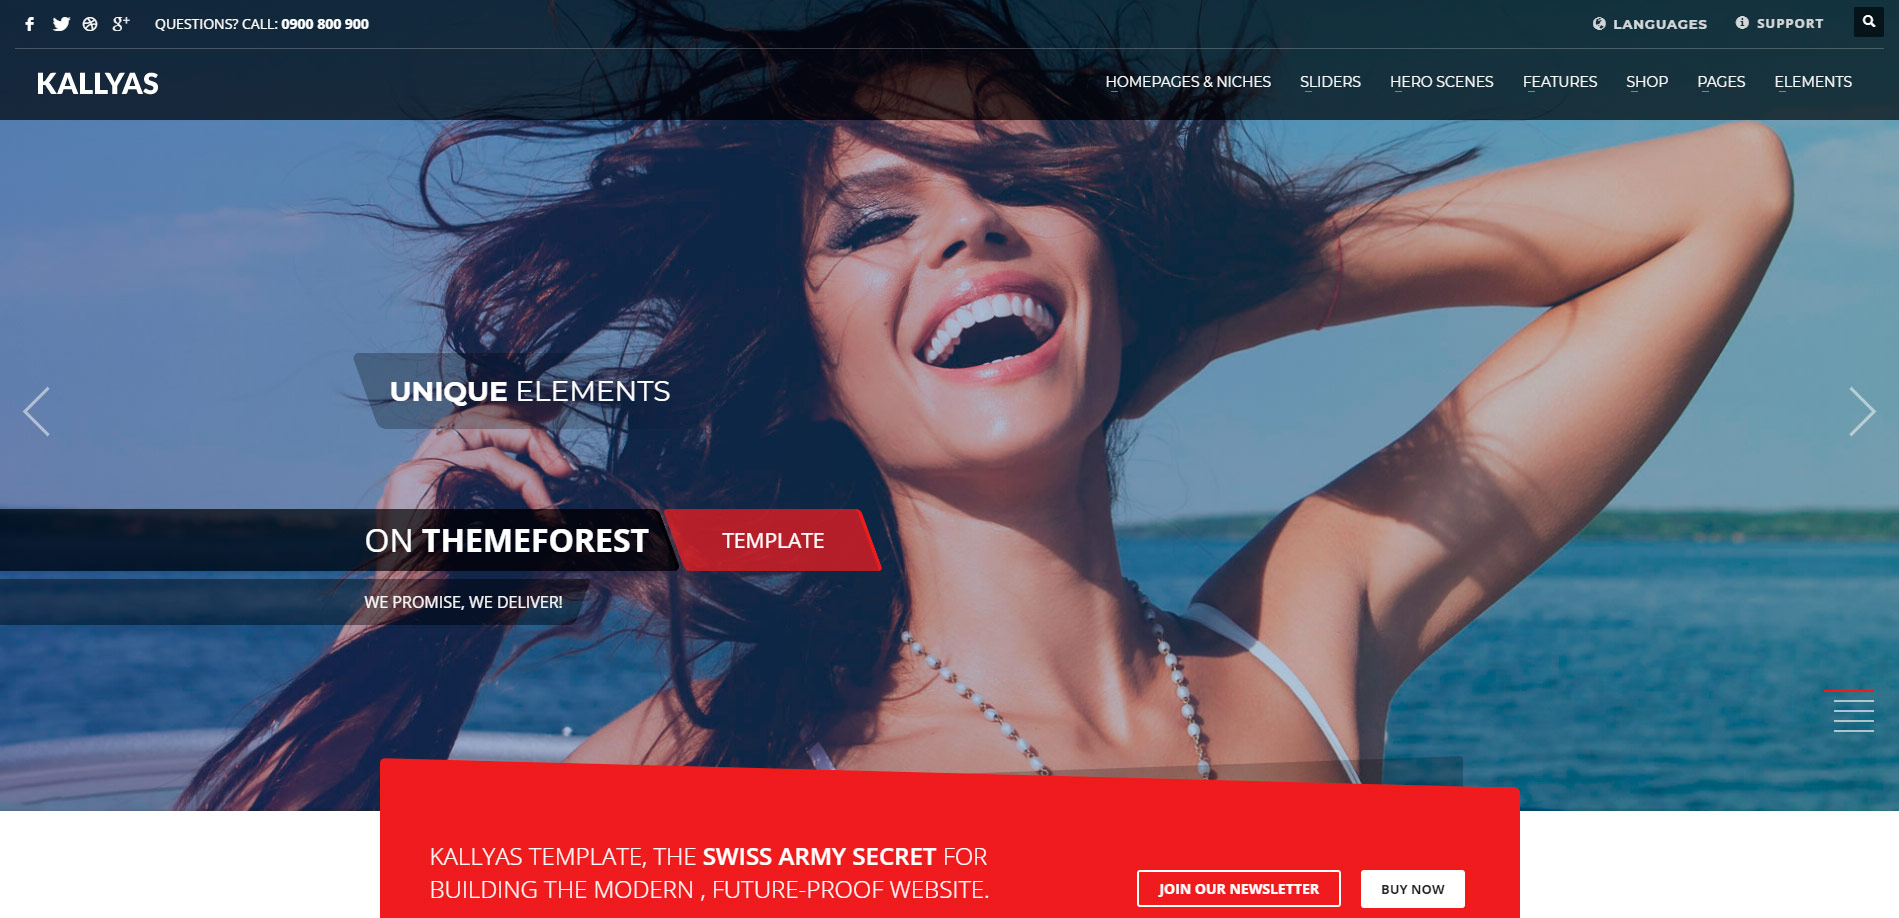 QUESTIONS? CALL: 0900 800 900
LANGUAGES
SUPPORT
KALLYAS
HOMEPAGES & NICHES
SLIDERS
HERO SCENES
FEATURES
SHOP
PAGES
ELEMENTS
UNIQUE ELEMENTS
ON THEMEFOREST
TEMPLATE
WE PROMISE, WE DELIVER!
KALLYAS TEMPLATE, THE SWISS ARMY SECRET FOR
BUILDING THE MODERN , FUTURE-PROOF WEBSITE.
JOIN OUR NEWSLETTER
BUY NOW